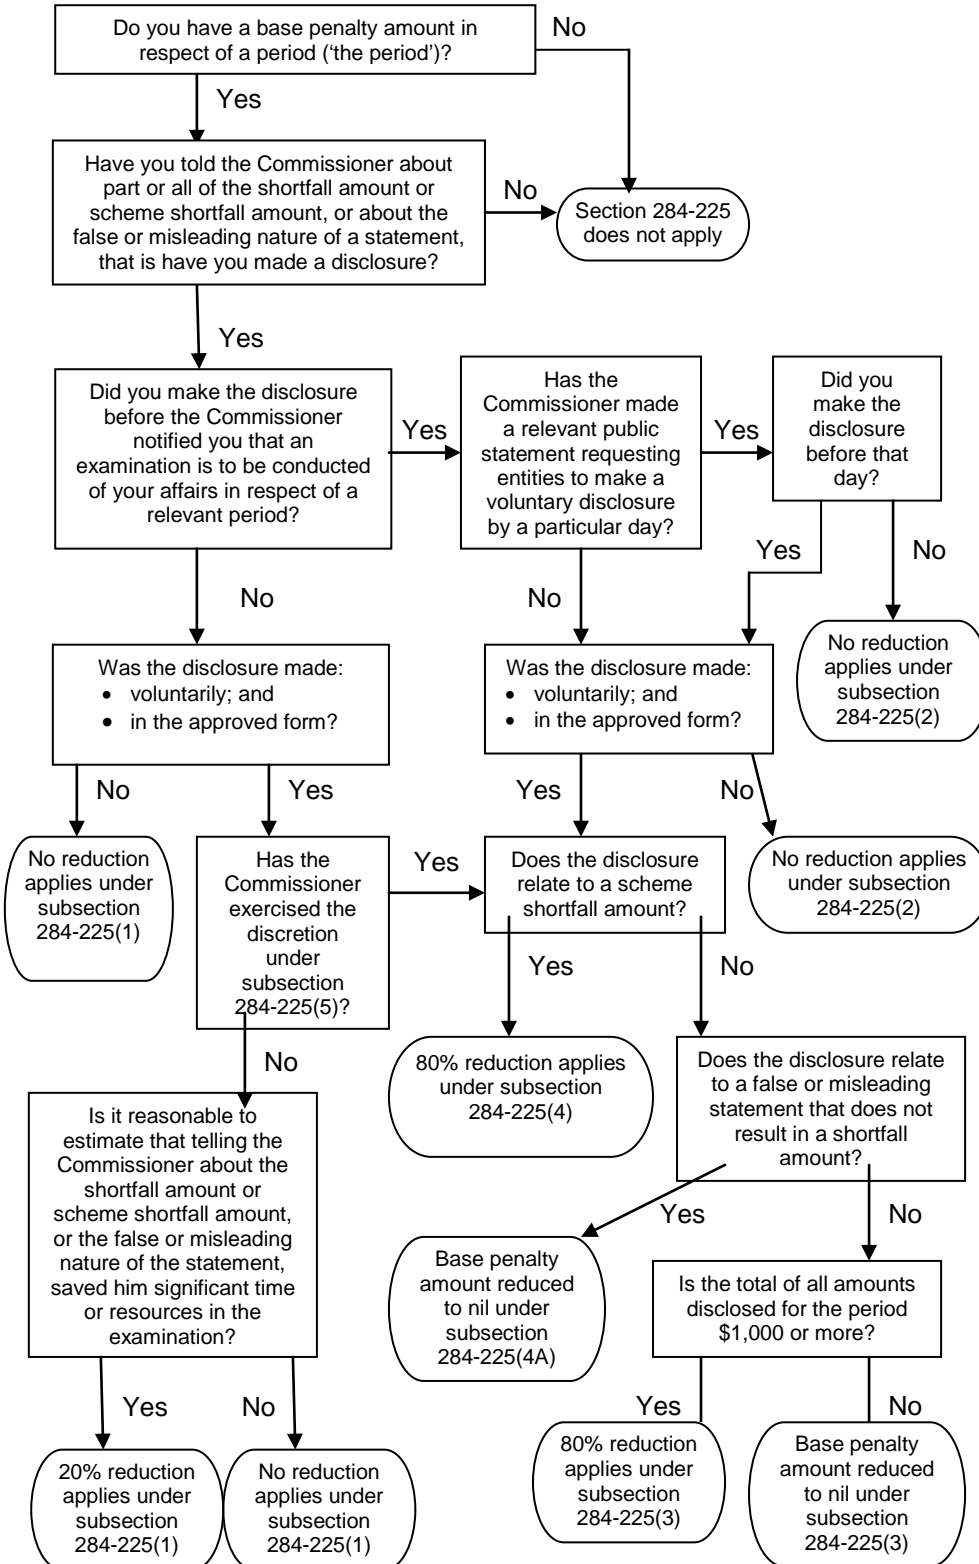 Do you have a base penalty amount in
respect of a period (‘the period’)?
No
Yes
Have you told the Commissioner about
part or all of the shortfall amount or
scheme shortfall amount, or about the
false or misleading nature of a statement,
that is have you made a disclosure?
No
Section 284-225
does not apply
Yes
Did you make the disclosure
before the Commissioner
notified you that an
examination is to be conducted
of your affairs in respect of a
relevant period?
Yes
Has the
Commissioner made
a relevant public
statement requesting
entities to make a
voluntary disclosure
by a particular day?
Yes
Did you
make the
disclosure
before that
day?
No
No
Yes
No
Was the disclosure made:
• voluntarily; and
• in the approved form?
Was the disclosure made:
• voluntarily; and
• in the approved form?
No reduction
applies under
subsection
284-225(2)
No
Yes
Yes
No
No reduction
applies under
subsection
284-225(1)
Has the
Commissioner
exercised the
discretion
under
subsection
284-225(5)?
Yes
Does the disclosure
relate to a scheme
shortfall amount?
No reduction applies
under subsection
284-225(2)
Yes
No
No
80% reduction applies
under subsection
284-225(4)
Does the disclosure relate
to a false or misleading
statement that does not
result in a shortfall
amount?
Is it reasonable to
estimate that telling the
Commissioner about the
shortfall amount or
scheme shortfall amount,
or the false or misleading
nature of the statement,
saved him significant time
or resources in the
examination?
Yes
No
Base penalty
amount reduced
to nil under
subsection
284-225(4A)
Is the total of all amounts
disclosed for the period
$1,000 or more?
Yes
No
Yes
No
20% reduction
applies under
subsection
284-225(1)
No reduction
applies under
subsection
284-225(1)
80% reduction
applies under
subsection
284-225(3)
Base penalty
amount reduced
to nil under
subsection
284-225(3)